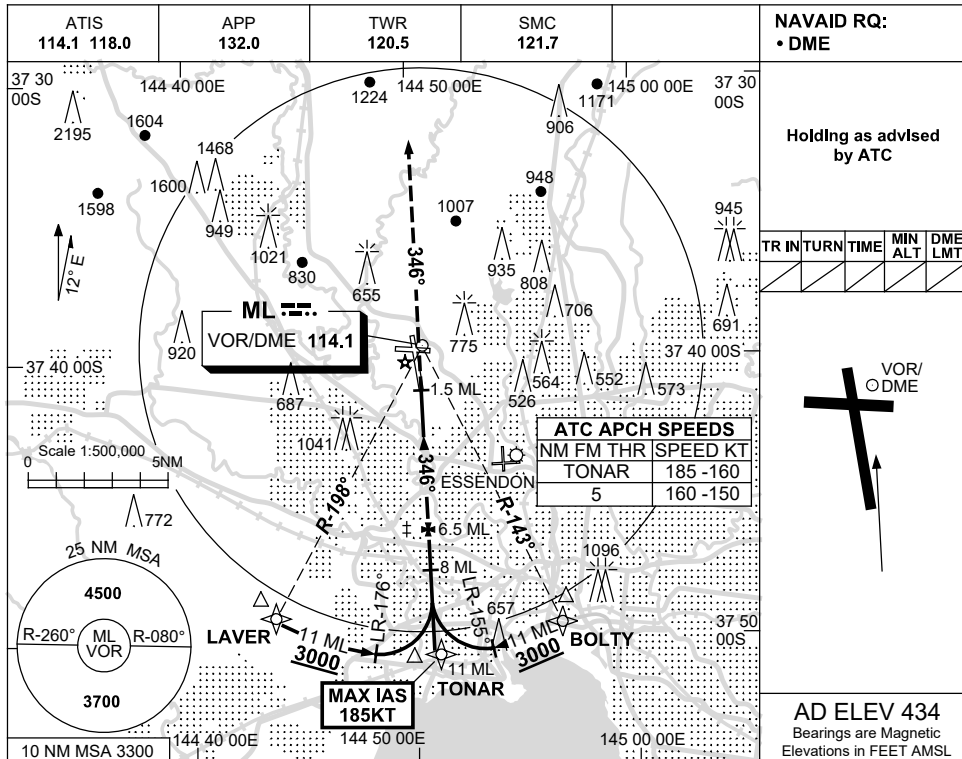 ATIS
114.1 118.0
APP
132.0
TWR
120.5
SMC
121.7
NAVAID RQ:
• DME
Holding as advised
by ATC
TR IN TURN TIME MIN ALT DME LMT
37 30
00S
144 40 00E
144 50 00E
145 00 00E
37 30
00S
2195
1604
1224
1171
906
1468
1600
1598
949
948
1007
945
1021
830
655
935
808
12° E
346°
706
691
ML
VOR/DME 114.1
920
775
37 40 00S
37 40 00S
687
1.5 ML
526
564
552
573
1041
ATC APCH SPEEDS
NM FM THR SPEED KT
TONAR 185 -160
5 160 -150
Scale 1:500,000
0 5NM
346°
ESSENDON
R-198°
R-143°
772
6.5 ML
8 ML
1096
25 NM MSA
4500
R-260°
ML
VOR
R-080°
3700
10 NM MSA 3300
LAVER
11 ML
3000
LR-176°
LR-155°
657
11 ML
3000
BOLTY
37 50
00S
11 ML
TONAR
MAX IAS
185KT
144 40 00E
144 50 00E
145 00 00E
VOR/
DME
AD ELEV 434
Bearings are Magnetic
Elevations in FEET AMSL